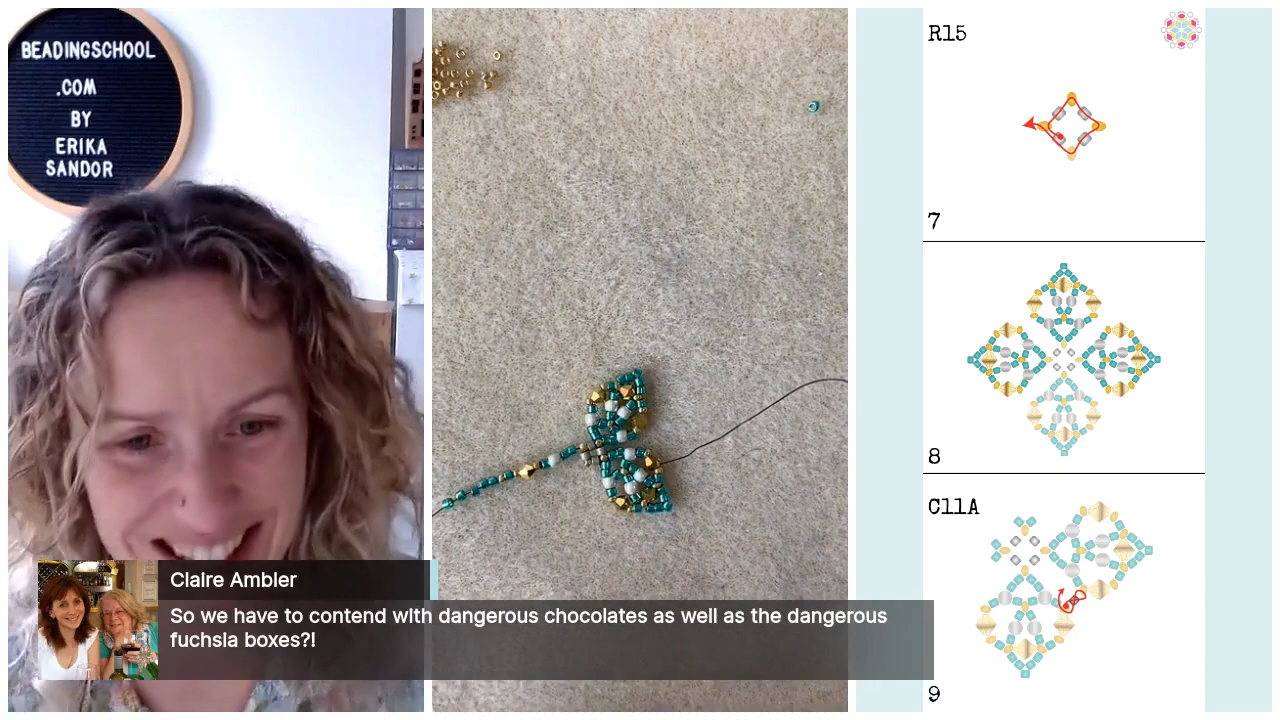 BEADINGSCHOOL
.COM
BY
ERIKA
SANDOR
R15
7
8
C11A
9
Claire Ambler
So we have to contend with dangerous chocolates as well as the dangerous
fuchsia boxes?!